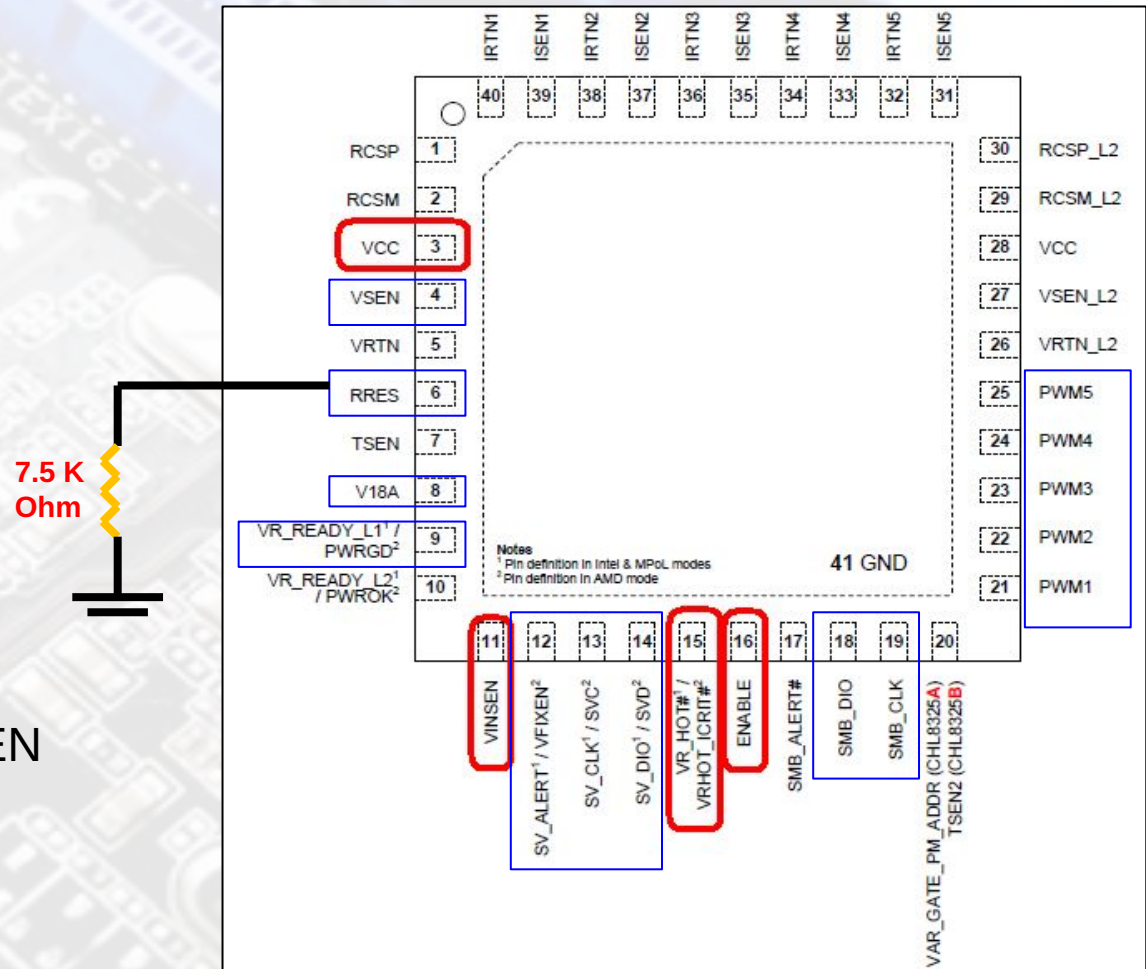 IRTN1
ISEN1
IRTN2
ISEN2
IRTN3
ISEN3
IRTN4
ISEN4
IRTN5
ISEN5
40 39 38 37 36 35 34 33 32 31
RCSP 1
RCSM 2
VCC 3
VSEN 4
VRTN 5
RRES 6
TSEN 7
V18A 8
VR_READY_L1¹ /
PWRGD² 9
VR_READY_L2¹
/ PWROK² 10
30 RCSP_L2
29 RCSM_L2
28 VCC
27 VSEN_L2
26 VRTN_L2
25 PWM5
24 PWM4
23 PWM3
22 PWM2
21 PWM1
7.5 K
Ohm
Notes
¹ Pin definition in Intel & MPoL modes
² Pin definition in AMD mode
41 GND
11 12 13 14 15 16 17 18 19 20
VINSEN
SV_ALERT¹ / VFIXEN²
SV_CLK¹ / SVC²
SV_DIO¹ / SVD²
VR_HOT#¹ /
VRHOT_ICRIT#²
ENABLE
SMB_ALERT#
SMB_DIO
SMB_CLK
VAR_GATE_PM_ADDR (CHL8325A)
TSEN2 (CHL8325B)
EN